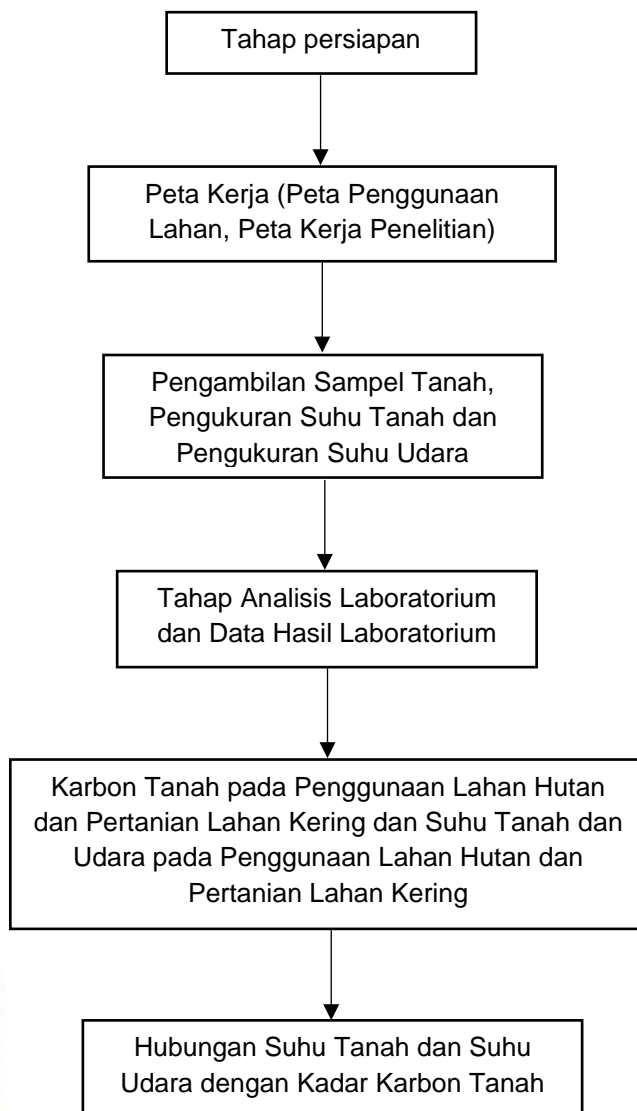 Tahap persiapan
Peta Kerja (Peta Penggunaan
Lahan, Peta Kerja Penelitian)
Pengambilan Sampel Tanah,
Pengukuran Suhu Tanah dan
Pengukuran Suhu Udara
Tahap Analisis Laboratorium
dan Data Hasil Laboratorium
Karbon Tanah pada Penggunaan Lahan Hutan
dan Pertanian Lahan Kering dan Suhu Tanah dan
Udara pada Penggunaan Lahan Hutan dan
Pertanian Lahan Kering
Hubungan Suhu Tanah dan Suhu
Udara dengan Kadar Karbon Tanah